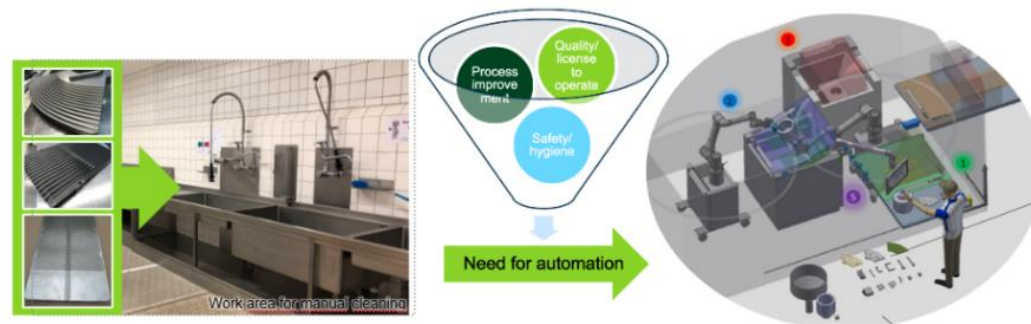 Work area for manual cleaning
Process
improve
ment
Quality/
license
to
operate
Safety/
hygiene
Need for automation